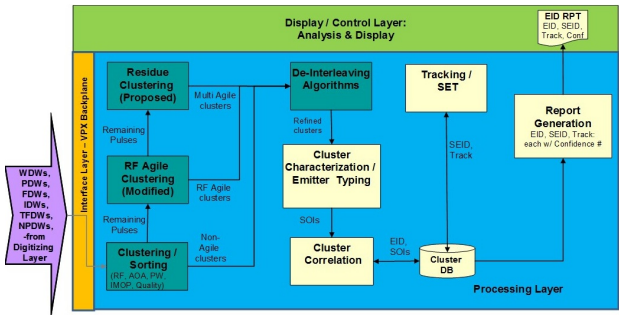 Display / Control Layer:
Analysis & Display
EID RPT
EID, SEID,
Track, Conf
Interface Layer – VPX Backplane
WDWs,
PDWs,
FDWs,
IDWs,
TFDWs,
NPDWs,
-from
Digitizing
Layer
Residue
Clustering
(Proposed)
Multi Agile
clusters
Remaining
Pulses
RF Agile
Clustering
(Modified)
RF Agile
clusters
Remaining
Pulses
Non-
Agile
clusters
Clustering /
Sorting
(RF, AOA, PW,
IMOP, Quality)
De-Interleaving
Algorithms
Refined
clusters
Cluster
Characterization /
Emitter Typing
SOIs
Cluster
Correlation
EID,
SOIs
Tracking /
SET
SEID,
Track
Cluster
DB
Report
Generation
EID, SEID, Track:
each w/ Confidence #
Processing Layer